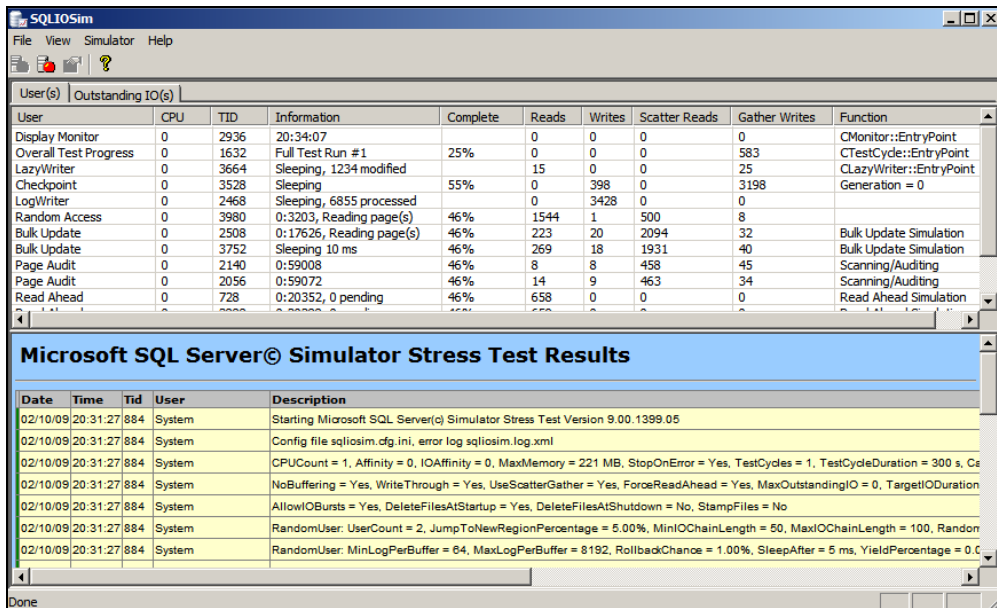 SQLIOSim
File View Simulator Help
User(s) Outstanding IO(s)
User CPU TID Information Complete Reads Writes Scatter Reads Gather Writes Function
Display Monitor 0 2936 20:34:07 0 0 0 0 CMonitor::EntryPoint
Overall Test Progress 0 1632 Full Test Run #1 25% 0 0 0 583 CTestCycle::EntryPoint
LazyWriter 0 3664 Sleeping, 1234 modified 15 0 0 25 CLazyWriter::EntryPoint
Checkpoint 0 3528 Sleeping 55% 0 398 0 3198 Generation = 0
LogWriter 0 2468 Sleeping, 6855 processed 0 3428 0 0
Random Access 0 3980 0:3203, Reading page(s) 46% 1544 1 500 8
Bulk Update 0 2508 0:17626, Reading page(s) 46% 223 20 2094 32 Bulk Update Simulation
Bulk Update 0 3752 Sleeping 10 ms 46% 269 18 1931 40 Bulk Update Simulation
Page Audit 0 2140 0:59008 46% 8 8 458 45 Scanning/Auditing
Page Audit 0 2056 0:59072 46% 14 9 463 34 Scanning/Auditing
Read Ahead 0 728 0:20352, 0 pending 46% 658 0 0 0 Read Ahead Simulation
Microsoft SQL Server© Simulator Stress Test Results
Date Time Tid User Description
02/10/09 20:31:27 884 System Starting Microsoft SQL Server(c) Simulator Stress Test Version 9.00.1399.05
02/10/09 20:31:27 884 System Config file sqliosim.cfg.ini, error log sqliosim.log.xml
02/10/09 20:31:27 884 System CPUCount = 1, Affinity = 0, IOAffinity = 0, MaxMemory = 221 MB, StopOnError = Yes, TestCycles = 1, TestCycleDuration = 300 s, Ca
02/10/09 20:31:27 884 System NoBuffering = Yes, WriteThrough = Yes, UseScatterGather = Yes, ForceReadAhead = Yes, MaxOutstandingIO = 0, TargetIODuration
02/10/09 20:31:27 884 System AllowIOBursts = Yes, DeleteFilesAtStartup = Yes, DeleteFilesAtShutdown = No, StampFiles = No
02/10/09 20:31:27 884 System RandomUser: UserCount = 2, JumpToNewRegionPercentage = 5.00%, MinIOChainLength = 50, MaxIOChainLength = 100, Random
02/10/09 20:31:27 884 System RandomUser: MinLogPerBuffer = 64, MaxLogPerBuffer = 8192, RollbackChance = 1.00%, SleepAfter = 5 ms, YieldPercentage = 0.0
Done